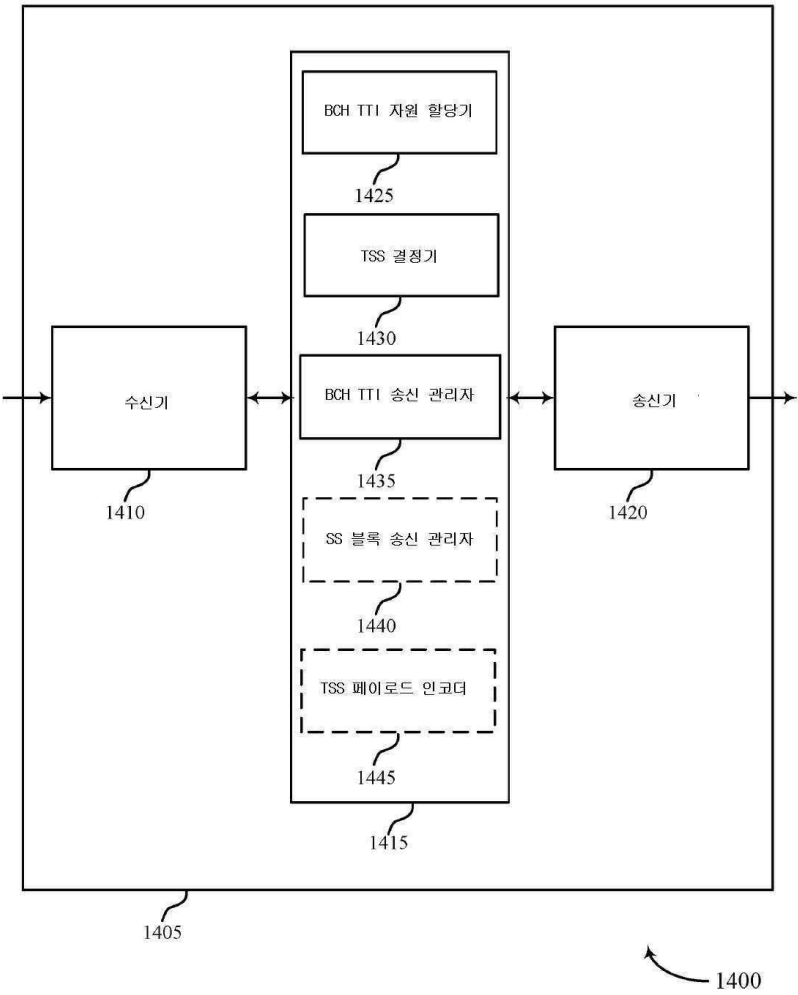 BCH TTI 자원 할당기
1425
TSS 결정기
1430
수신기
1410
BCH TTI 송신 관리자
1435
송신기
1420
SS 블록 송신 관리자
1440
TSS 페이로드 인코더
1445
1415
1405
1400